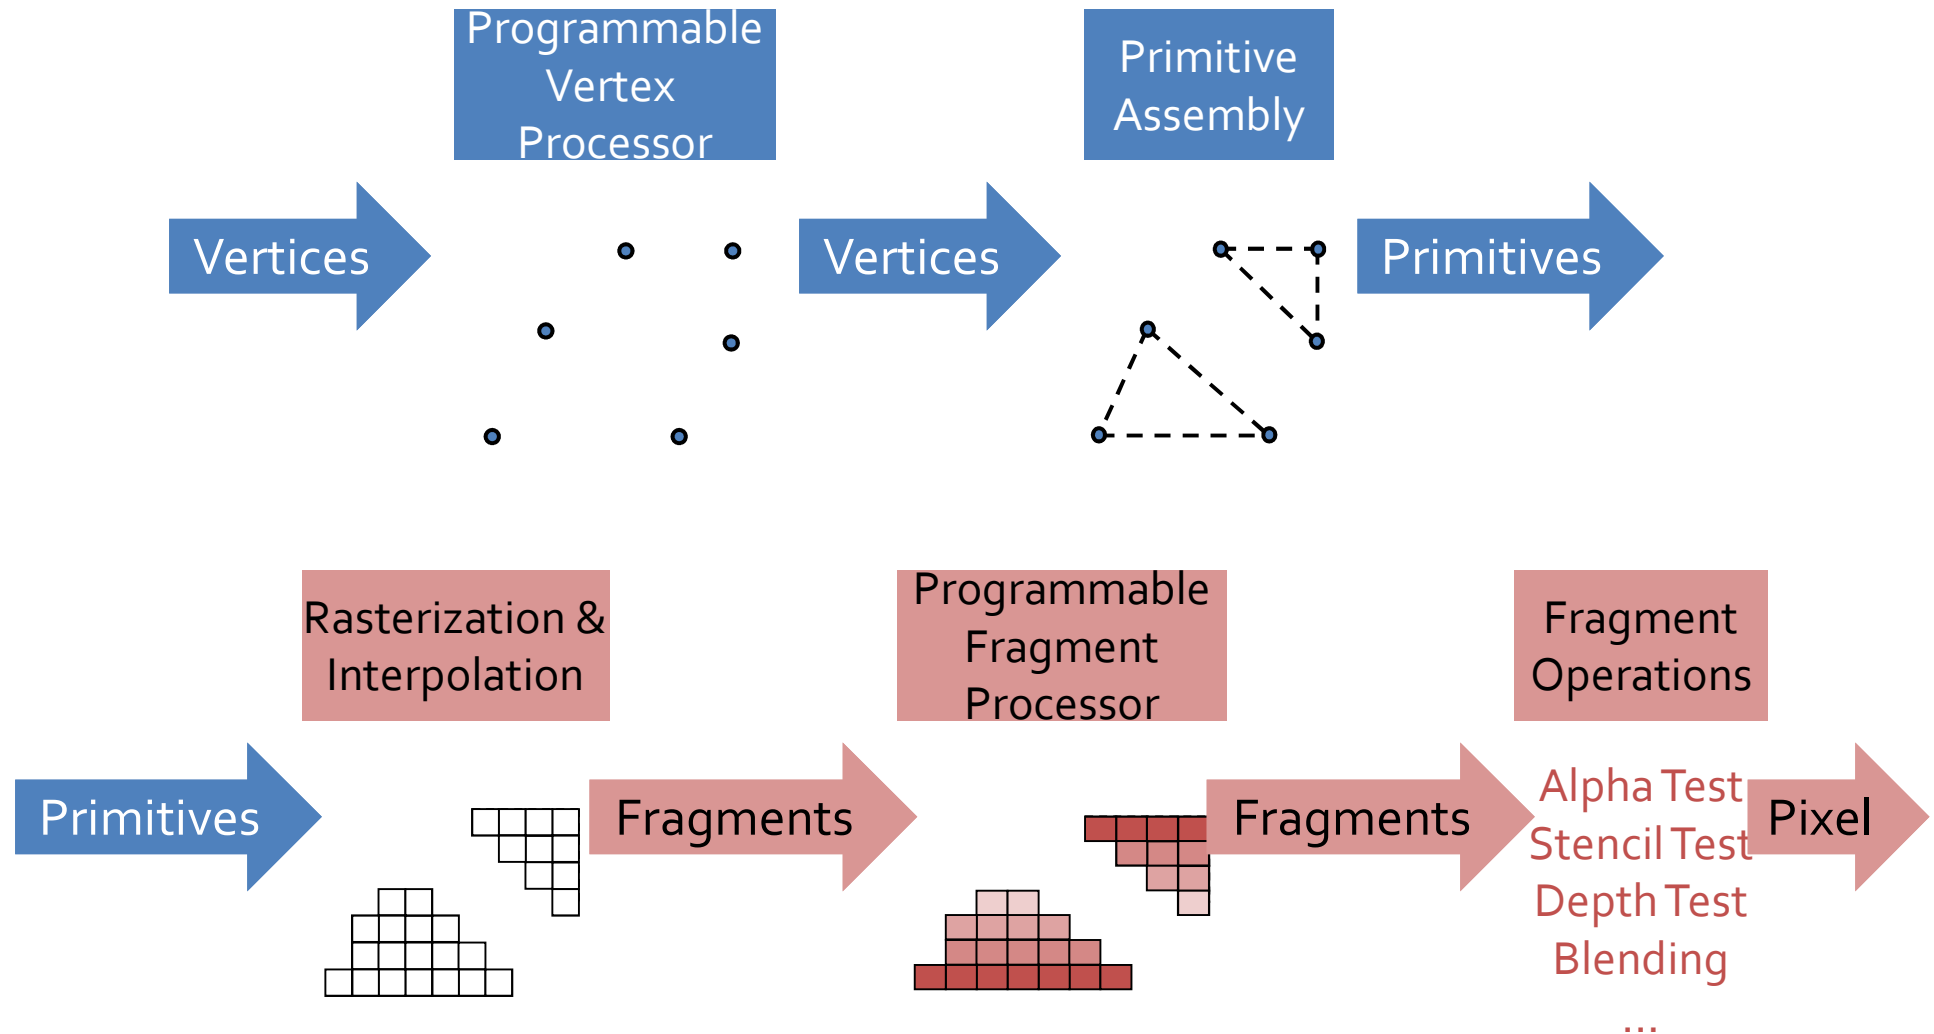 Programmable
Vertex
Processor
Primitive
Assembly
Vertices
Vertices
Primitives
Rasterization &
Interpolation
Programmable
Fragment
Processor
Fragment
Operations
Primitives
Fragments
Fragments
Alpha Test
Stencil Test
Depth Test
Blending
...
Pixel